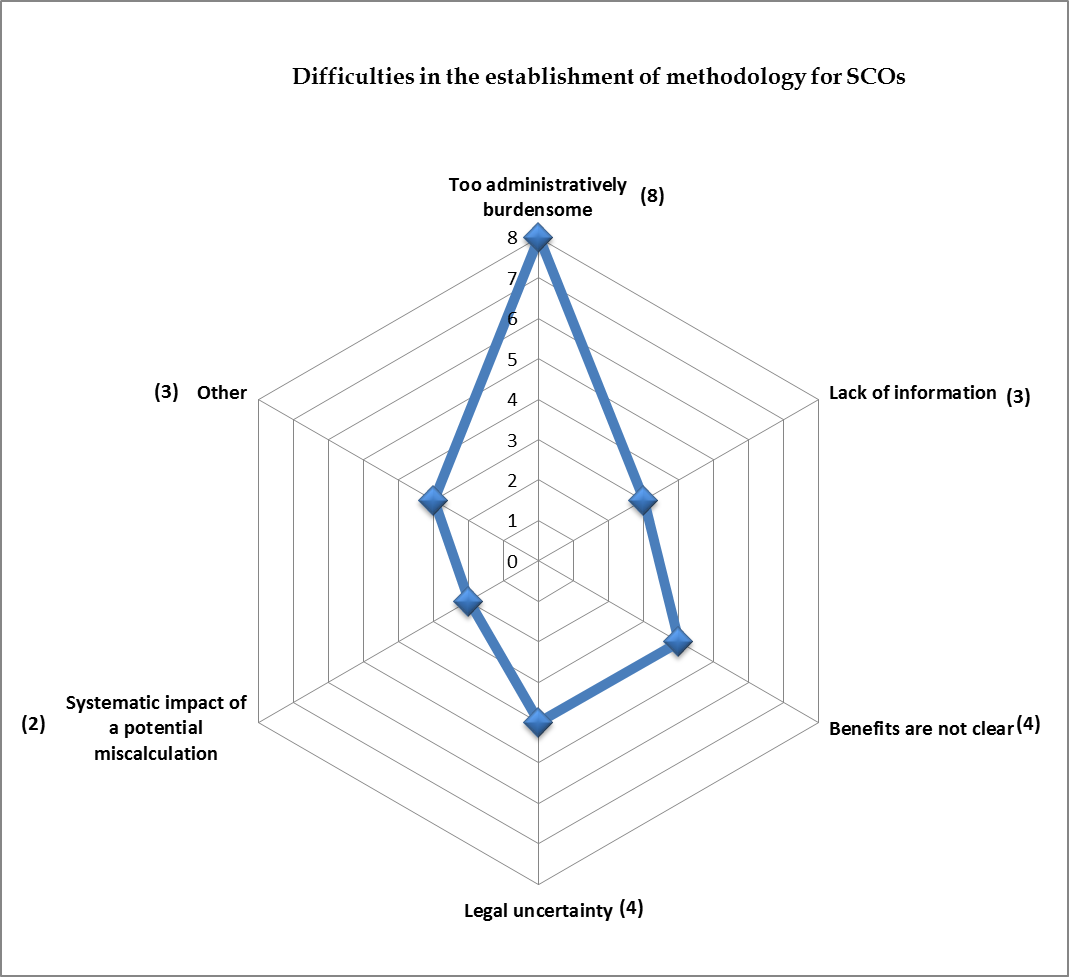 Difficulties in the establishment of methodology for SCOs
Too administratively
burdensome (8)
8
7
6
5
4
3
2
1
0
Lack of information (3)
Benefits are not clear (4)
Legal uncertainty (4)
Systematic impact of
a potential
miscalculation
(2)
(3) Other